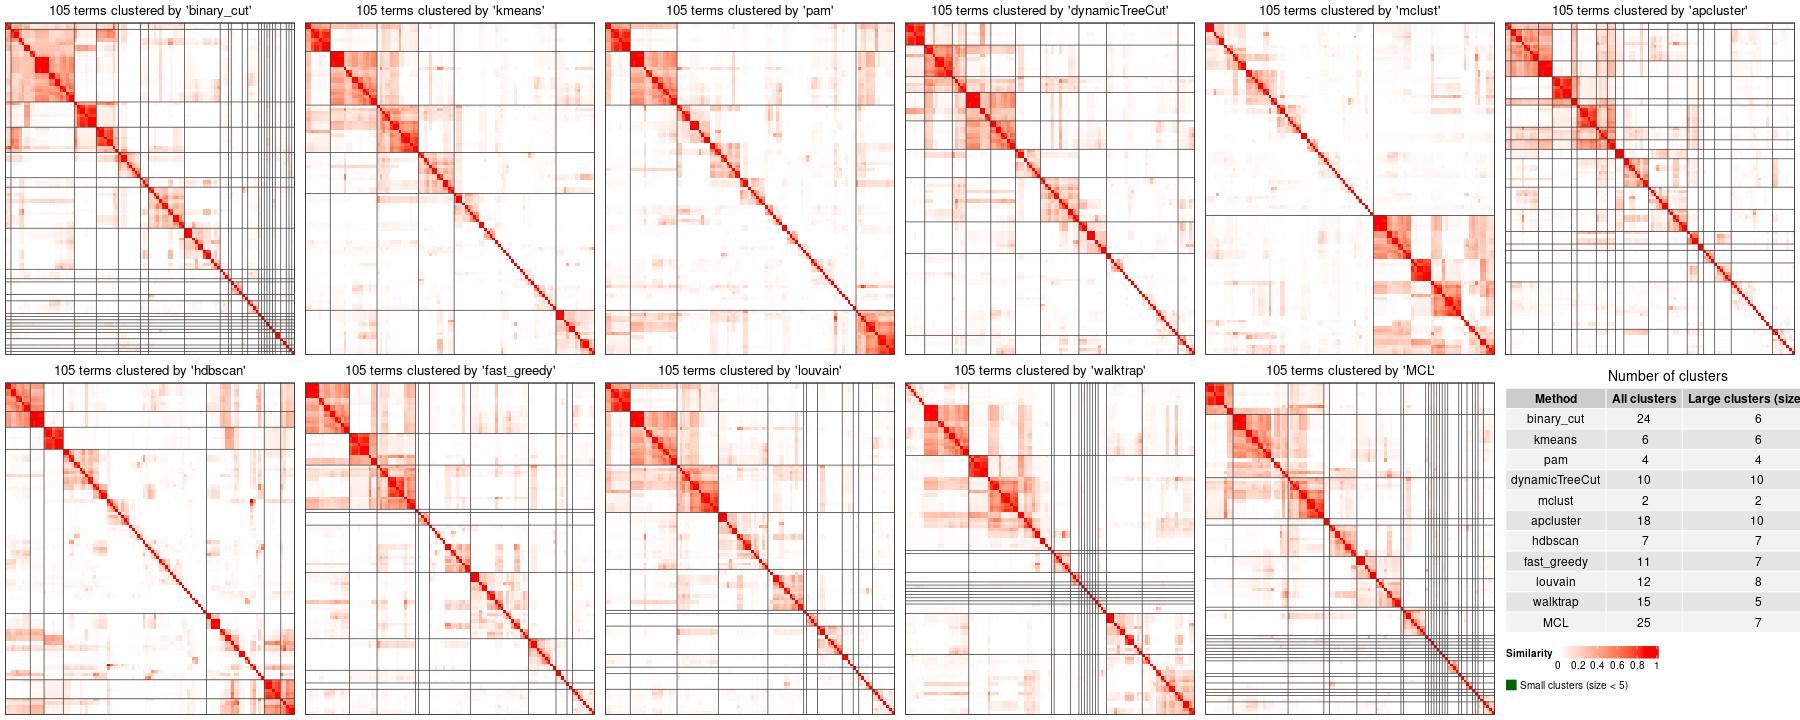 105 terms clustered by 'binary_cut'
105 terms clustered by 'kmeans'
105 terms clustered by 'pam'
105 terms clustered by 'dynamicTreeCut'
105 terms clustered by 'mclust'
105 terms clustered by 'apcluster'
105 terms clustered by 'hdbscan'
105 terms clustered by 'fast_greedy'
105 terms clustered by 'louvain'
105 terms clustered by 'walktrap'
105 terms clustered by 'MCL'
Number of clusters
Method All clusters Large clusters (size
binary_cut 24 6
kmeans 6 6
pam 4 4
dynamicTreeCut 10 10
mclust 2 2
apcluster 18 10
hdbscan 7 7
fast_greedy 11 7
louvain 12 8
walktrap 15 5
MCL 25 7
Similarity
0 0.2 0.4 0.6 0.8 1
Small clusters (size < 5)